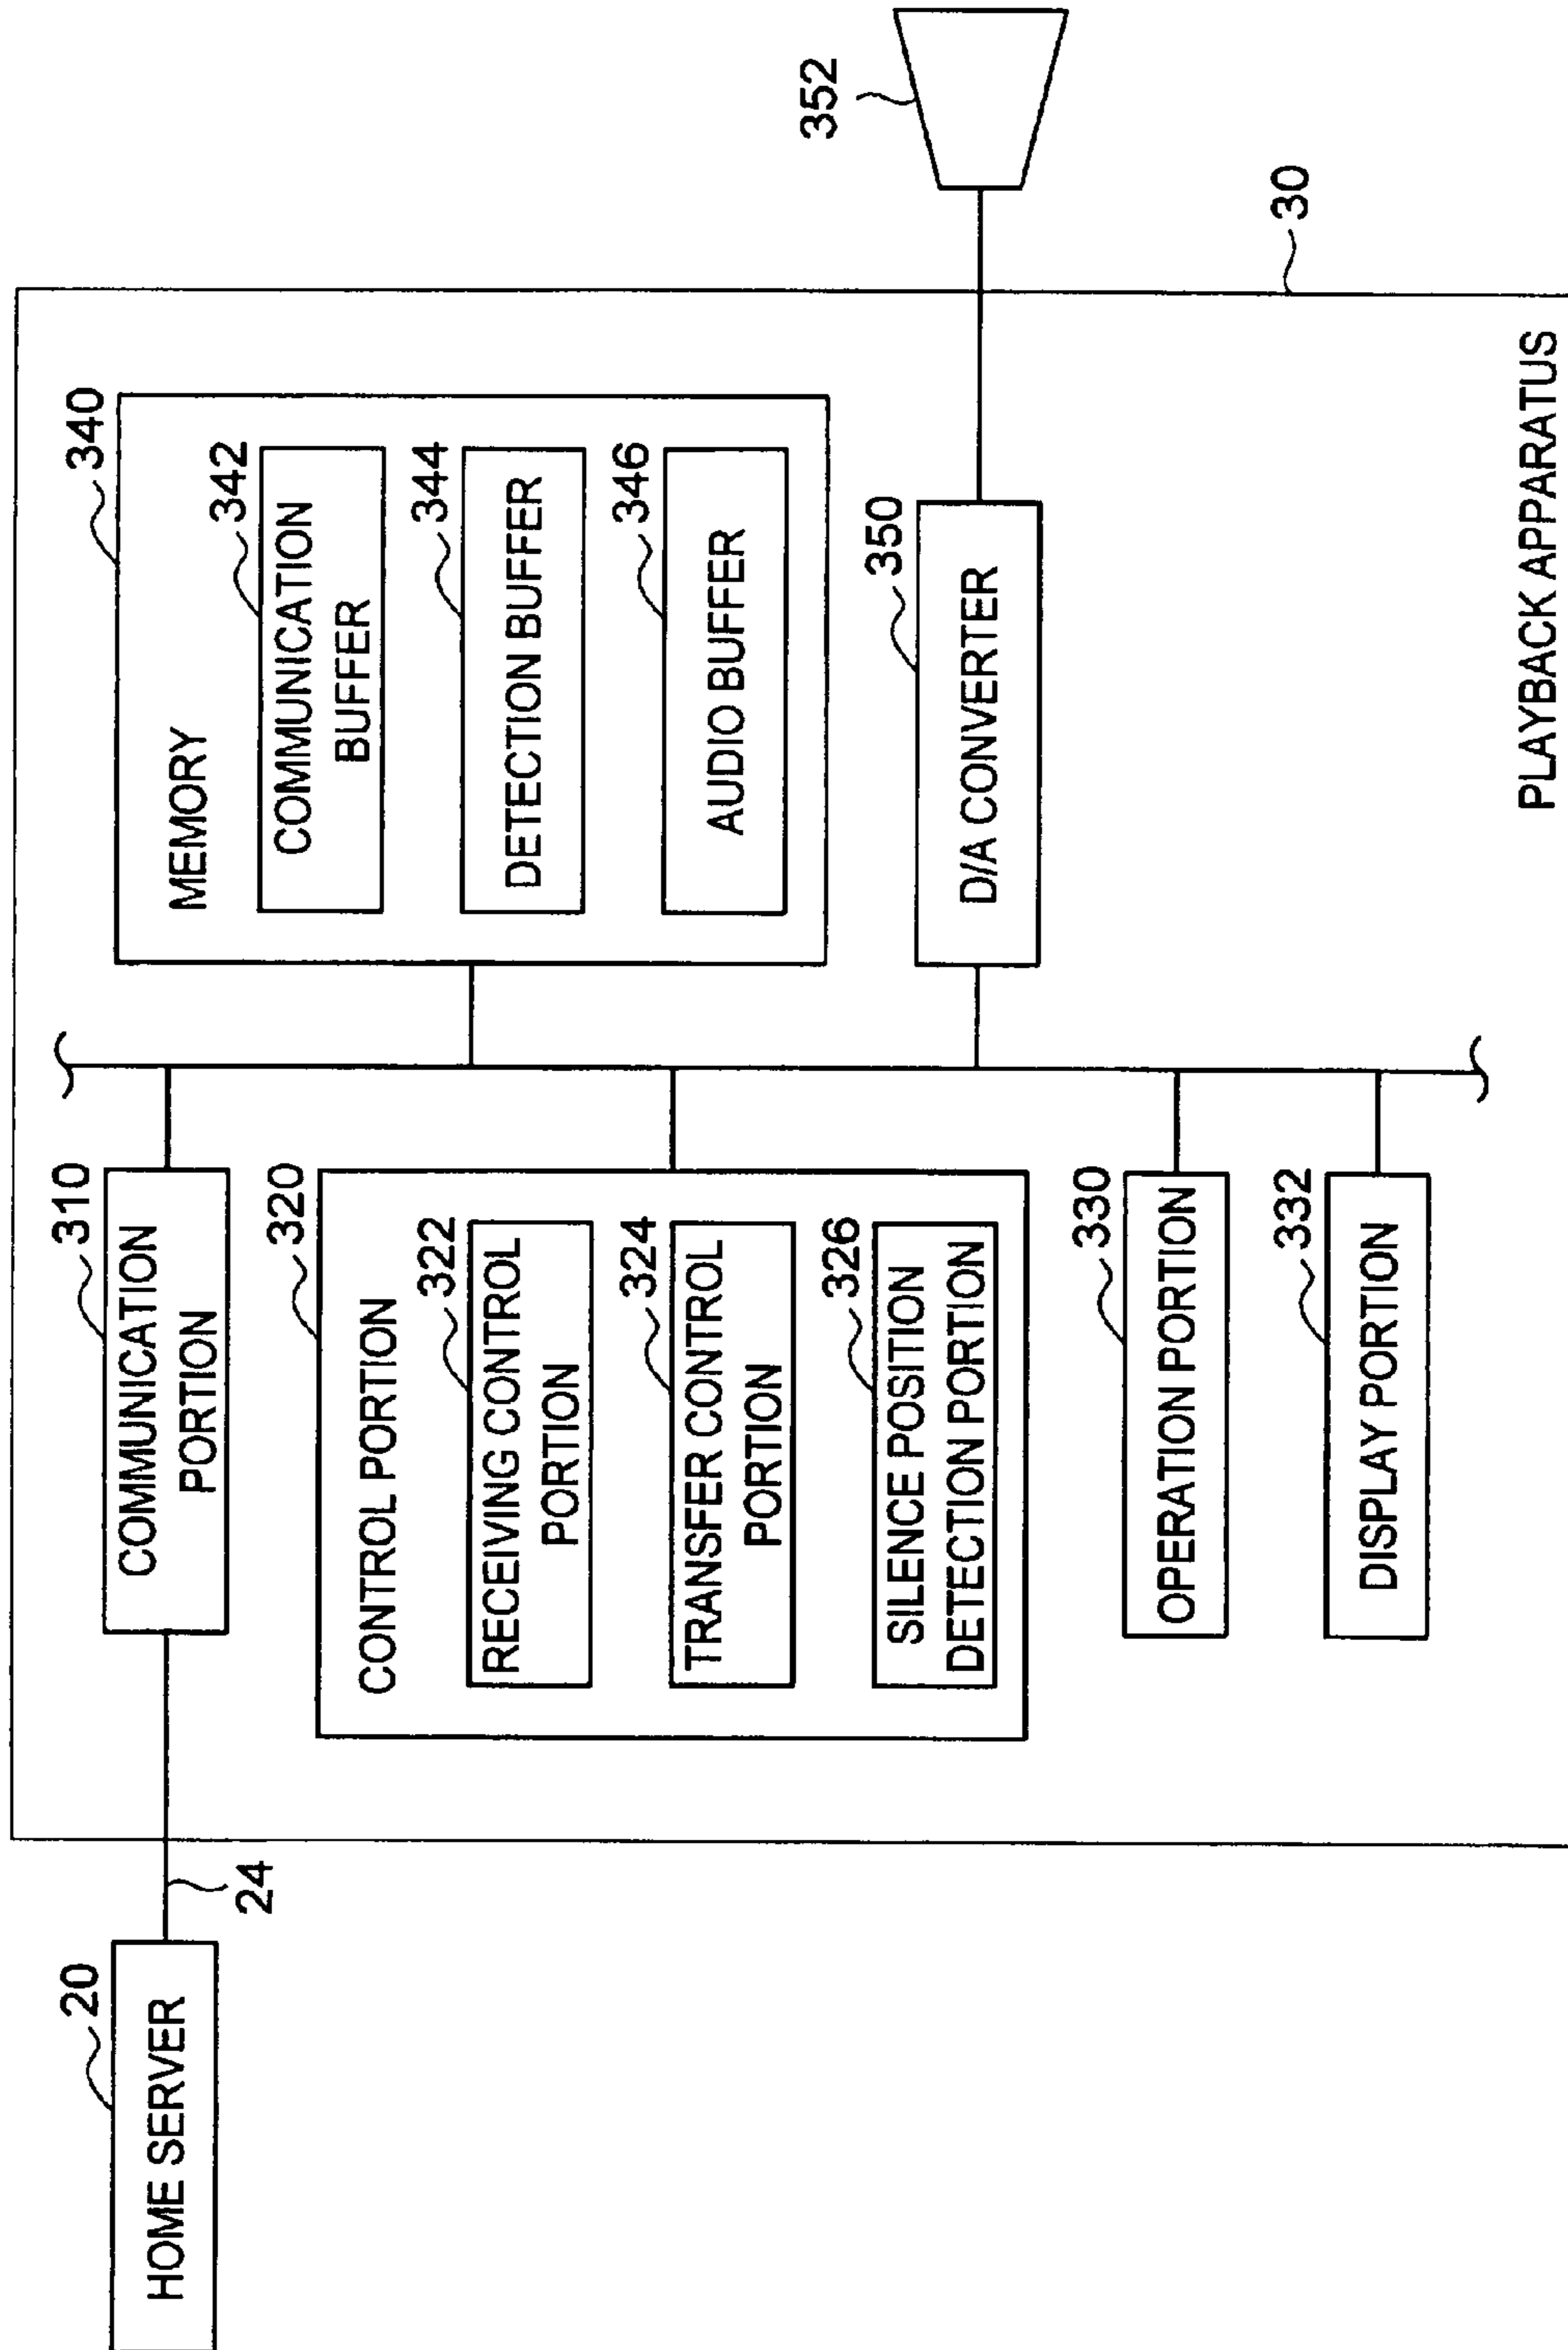 20
HOME SERVER
24
310
COMMUNICATION
PORTION
320
CONTROL PORTION
322
RECEIVING CONTROL
PORTION
324
TRANSFER CONTROL
PORTION
326
SILENCE POSITION
DETECTION PORTION
330
OPERATION PORTION
332
DISPLAY PORTION
340
MEMORY
342
COMMUNICATION
BUFFER
344
DETECTION BUFFER
346
AUDIO BUFFER
350
D/A CONVERTER
352
30
PLAYBACK APPARATUS